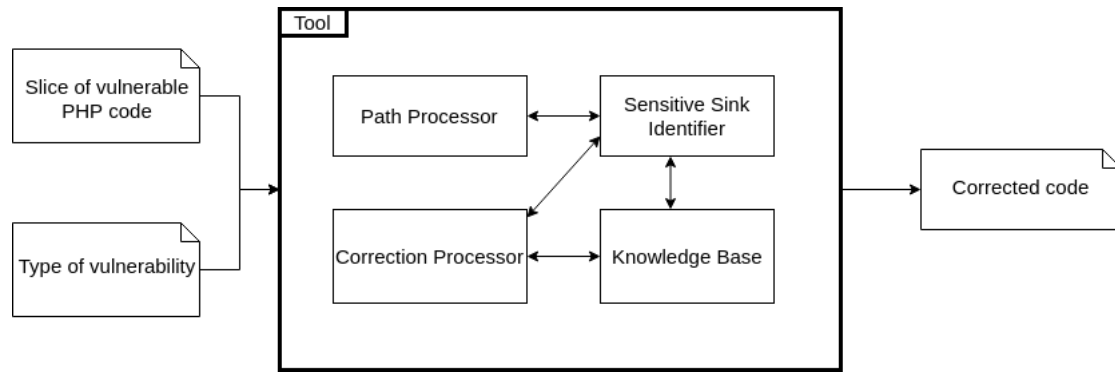 Tool
Slice of vulnerable
PHP code
Path Processor
Sensitive Sink
Identifier
Corrected code
Type of vulnerability
Correction Processor
Knowledge Base